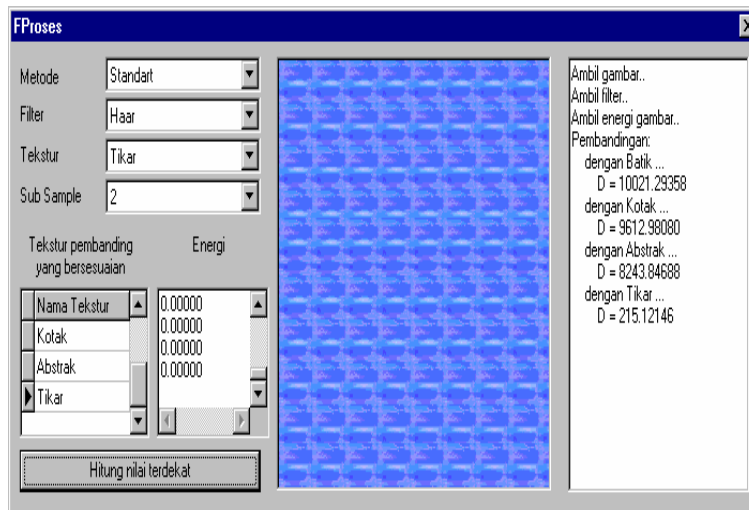 FProses
Metode Standart
Filter Haar
Tekstur Tikar
Sub Sample 2
Tekstur pembanding
yang bersesuaian
Energi
Nama Tekstur
Kotak
Abstrak
Tikar
0.00000
0.00000
0.00000
0.00000
Hitung nilai terdekat
Ambil gambar..
Ambil filter..
Ambil energi gambar..
Pembandingan:
dengan Batik ...
D = 10021.29358
dengan Kotak ...
D = 9612.98080
dengan Abstrak ...
D = 8243.84688
dengan Tikar ...
D = 215.12146